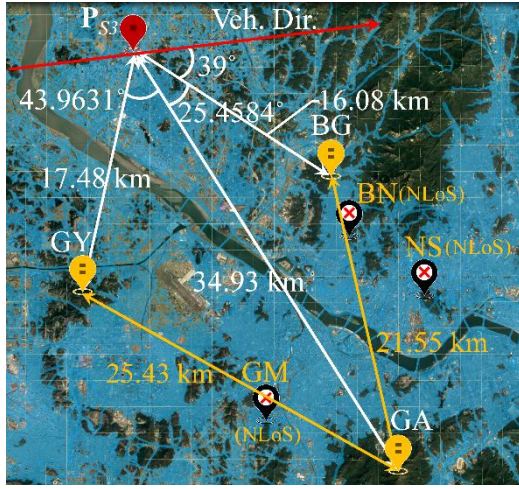 P_S3
Veh. Dir.
39°
43.9631°
25.4584°
16.08 km
BG
17.48 km
BN(NLoS)
GY
NS(NLoS)
34.93 km
21.55 km
25.43 km
GM
(NLoS)
GA